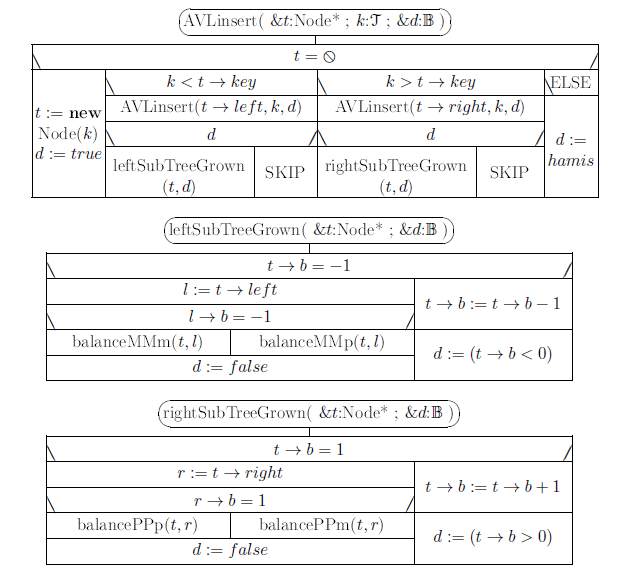 AVLinsert( &t:Node* ; k:𝒯 ; &d:𝔹 )
t = ⦸
k < t → key
k > t → key
ELSE
t := new
Node(k)
d := true
AVLinsert(t → left, k, d)
AVLinsert(t → right, k, d)
d :=
hamis
d
d
leftSubTreeGrown
(t, d)
SKIP
rightSubTreeGrown
(t, d)
SKIP
leftSubTreeGrown( &t:Node* ; &d:𝔹 )
t → b = −1
l := t → left
t → b := t → b − 1
l → b = −1
balanceMMm(t, l)
balanceMMp(t, l)
d := (t → b < 0)
d := false
rightSubTreeGrown( &t:Node* ; &d:𝔹 )
t → b = 1
r := t → right
t → b := t → b + 1
r → b = 1
balancePPp(t, r)
balancePPm(t, r)
d := (t → b > 0)
d := false